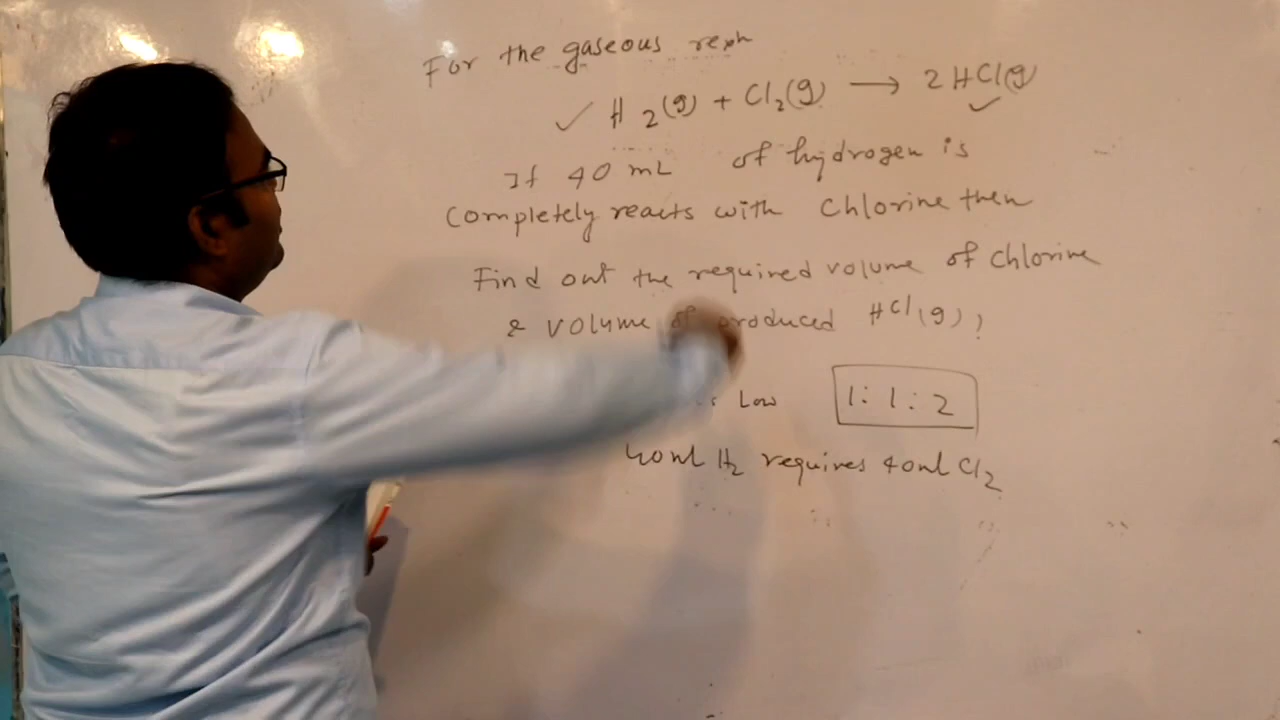 For the gaseous rexn
✓ H2(g) + Cl2(g) → 2HCl(g) ✓
If 40 mL of hydrogen is
completely reacts with chlorine then
Find out the required volume of chlorine
& volume of produced HCl(g),
Low 1:1:2
40ml H2 requires 40ml Cl2